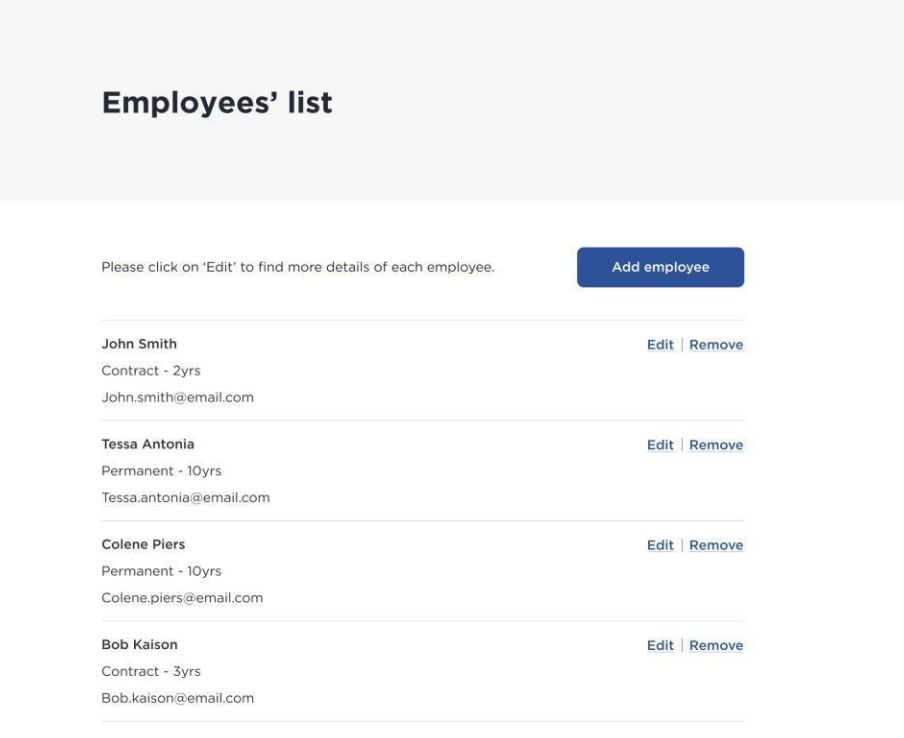 Employees’ list
Please click on ‘Edit’ to find more details of each employee.
Add employee
John Smith
Edit | Remove
Contract - 2yrs
John.smith@email.com
Tessa Antonia
Edit | Remove
Permanent - 10yrs
Tessa.antonia@email.com
Colene Piers
Edit | Remove
Permanent - 10yrs
Colene.piers@email.com
Bob Kaison
Edit | Remove
Contract - 3yrs
Bob.kaison@email.com